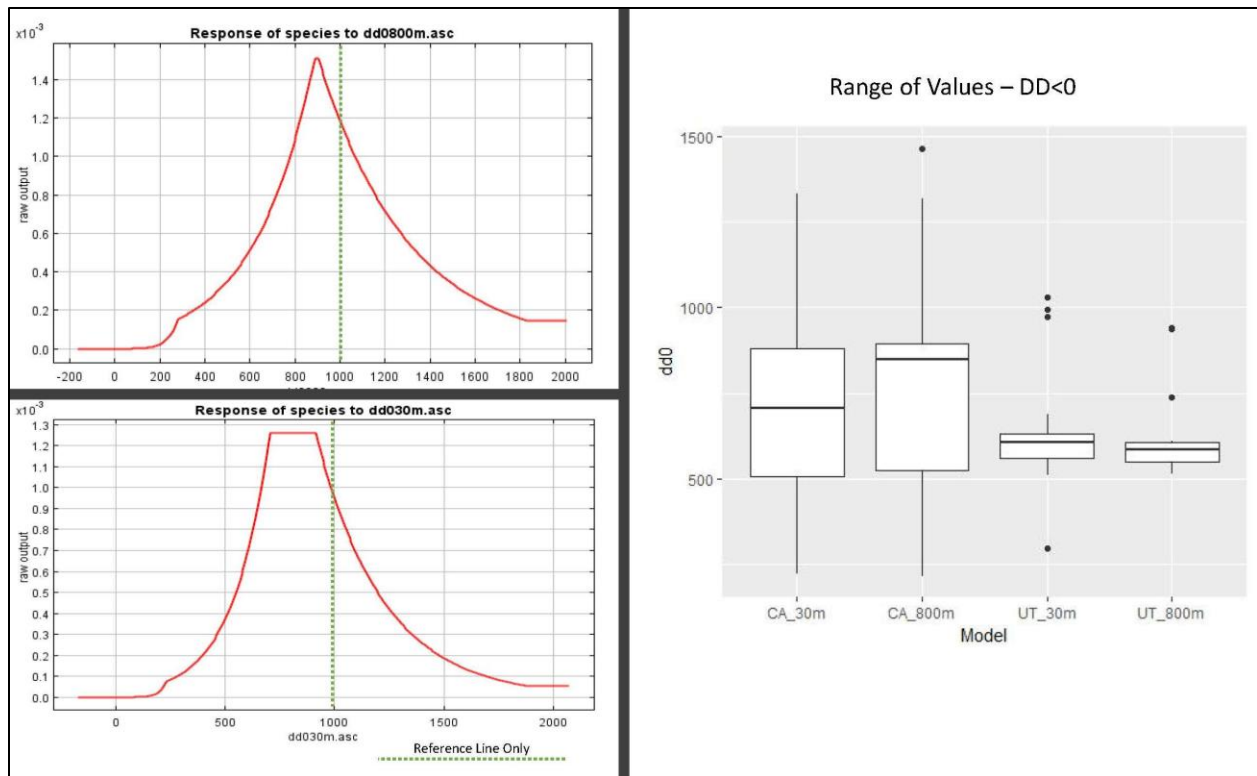 x10⁻³
Response of species to dd0800m.asc
raw output
1.4
1.2
1.0
0.8
0.6
0.4
0.2
0.0
-200 0 200 400 600 800 1000 1200 1400 1600 1800 2000
x10⁻³
Response of species to dd030m.asc
raw output
1.3
1.2
1.1
1.0
0.9
0.8
0.7
0.6
0.5
0.4
0.3
0.2
0.1
0.0
0 500 1000 1500 2000
dd030m.asc
Reference Line Only
Range of Values – DD<0
dd0
1500
1000
500
CA_30m CA_800m UT_30m UT_800m
Model